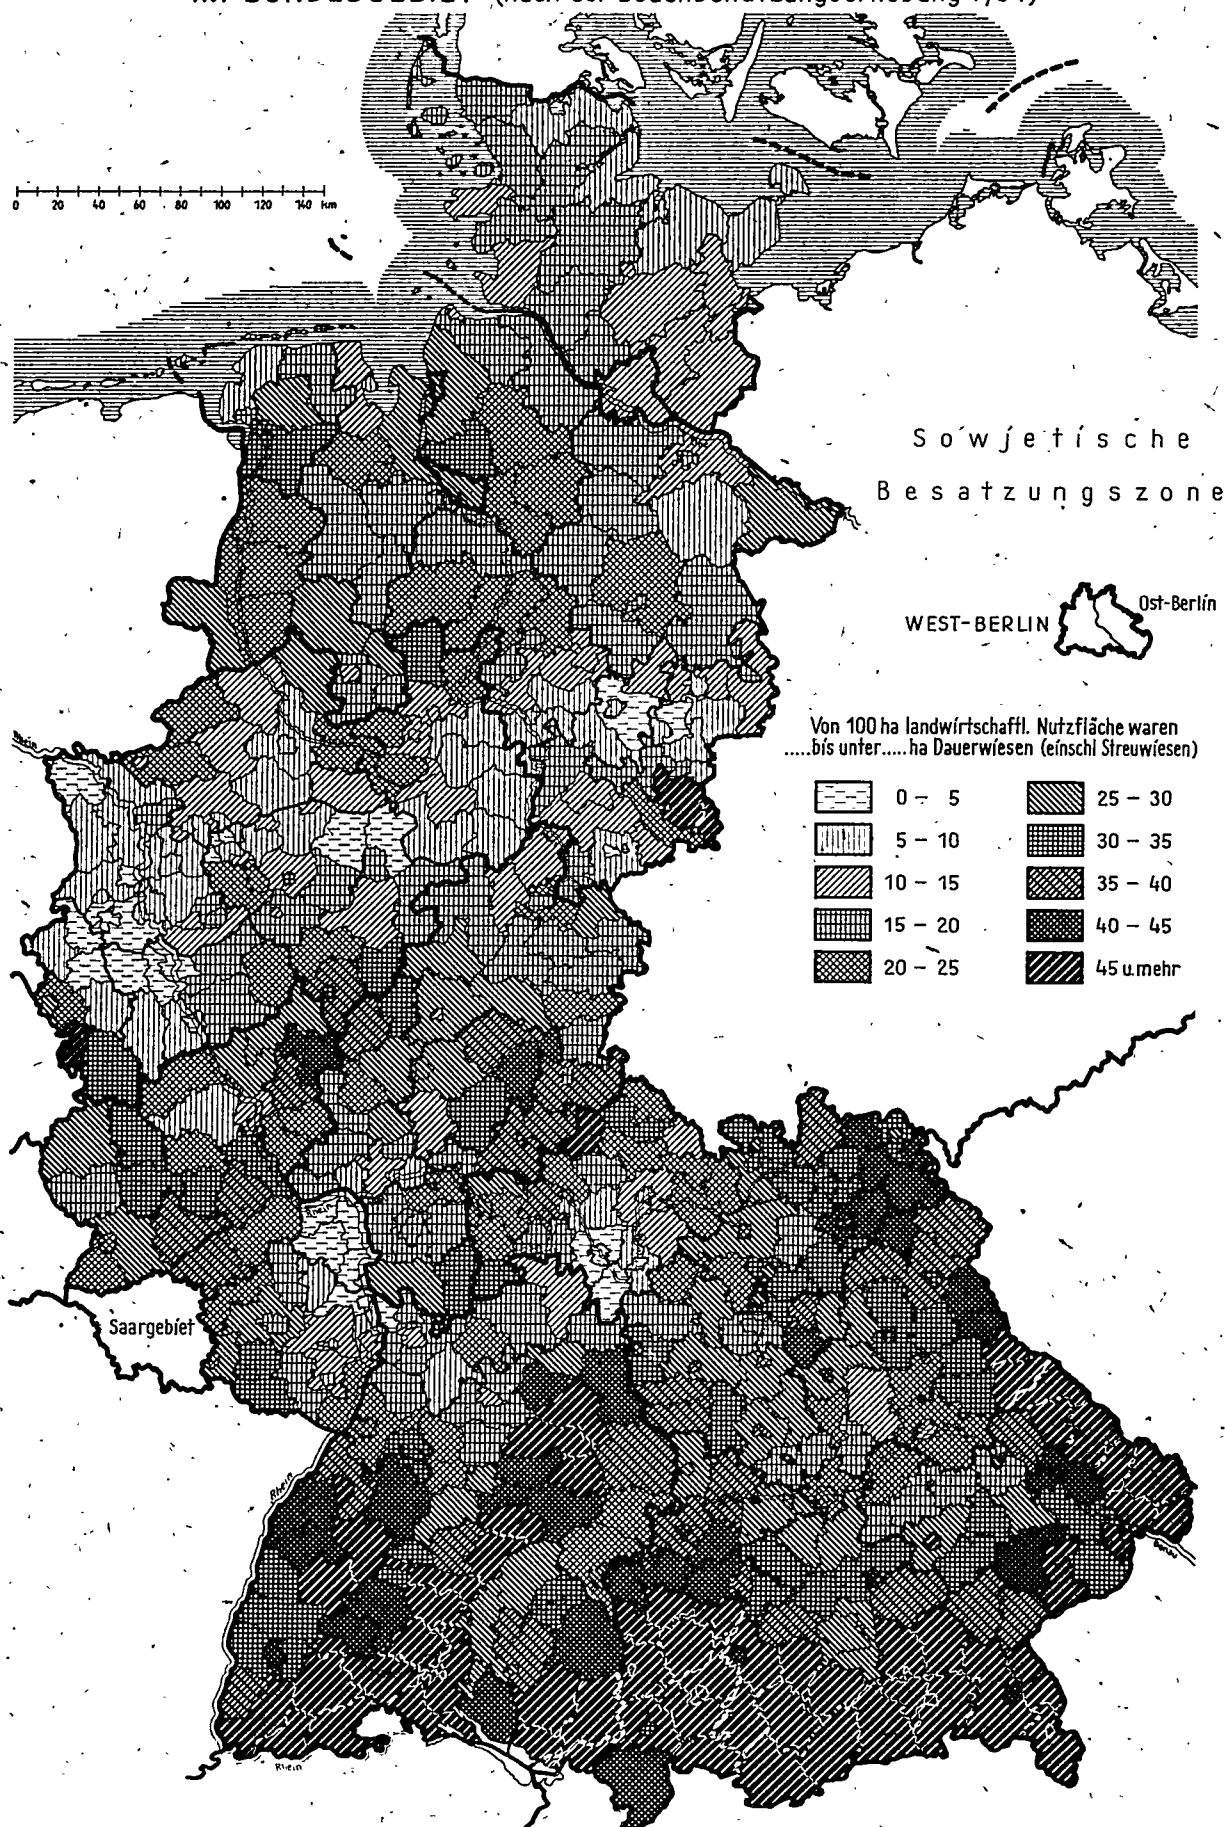 0 20 40 60 80 100 120 140 km
Sowjetische
Besatzungszone
WEST-BERLIN
Ost-Berlin
Von 100 ha landwirtschaftl. Nutzfläche waren
.....bis unter.....ha Dauerwiesen (einschl Streuwiesen)
0 - 5
5 - 10
10 - 15
15 - 20
20 - 25
25 - 30
30 - 35
35 - 40
40 - 45
45 u. mehr
Rhein
Rhein
Saargebiet
Rhein
Donau
Rhein